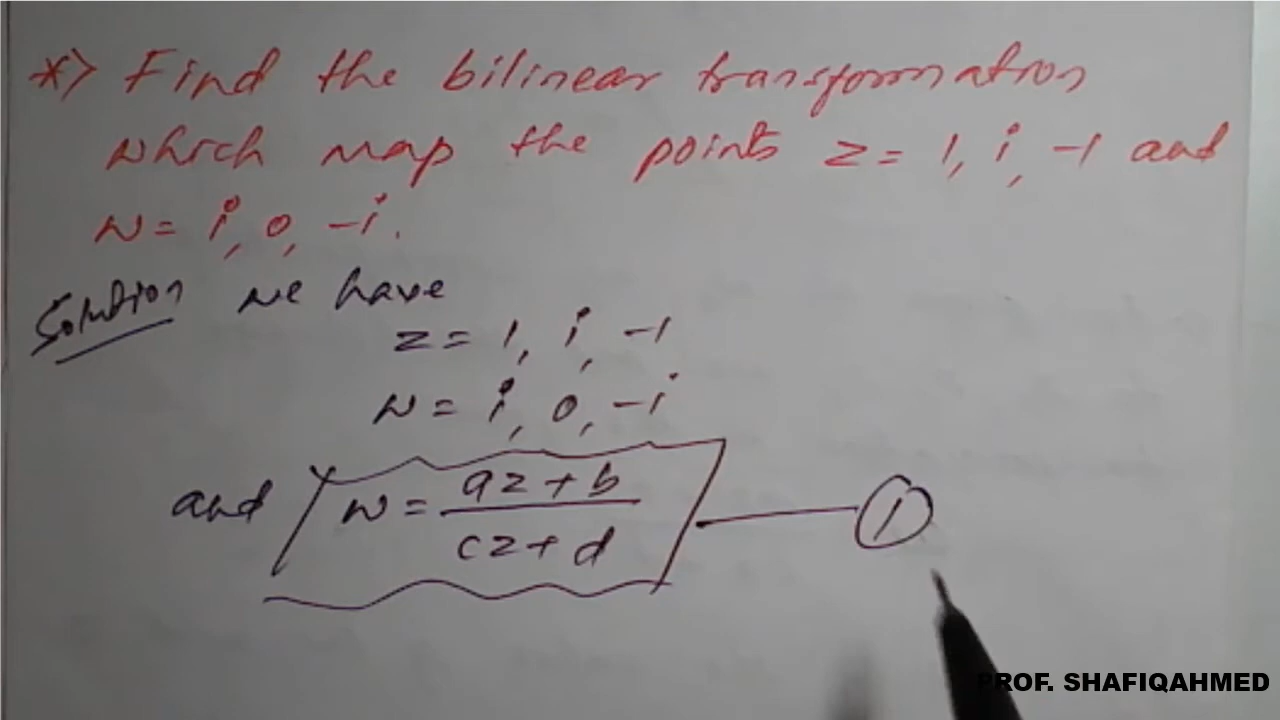 *) Find the bilinear transformation
which map the points z = 1, i, -1 and
w = i, 0, -i.
Solution we have
z = 1, i, -1
w = i, 0, -i
and w = az + b / cz + d — 1
PROF. SHAFIQAHMED